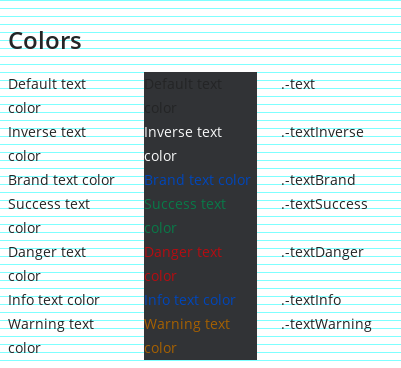 Colors
Default text Default text .-text
color color
Inverse text Inverse text .-textInverse
color color
Brand text color Brand text color .-textBrand
Success text Success text .-textSuccess
color color
Danger text Danger text .-textDanger
color color
Info text color Info text color .-textInfo
Warning text Warning text .-textWarning
color color